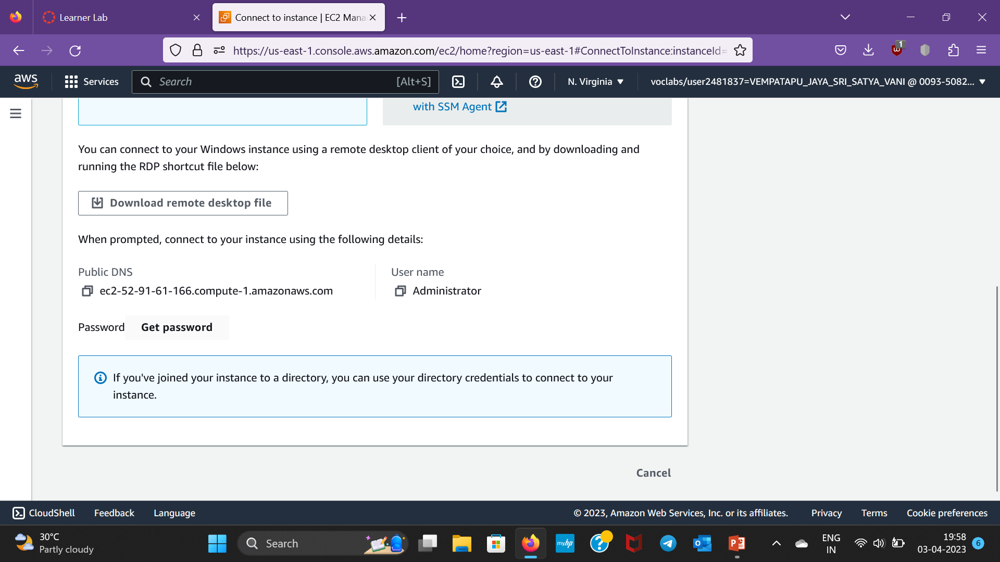 Learner Lab
Connect to instance | EC2 Mana
https://us-east-1.console.aws.amazon.com/ec2/home?region=us-east-1#ConnectToInstance:instanceId=
1
aws
Services
Search
[Alt+S]
N. Virginia
voclabs/user2481837=VEMPATAPU_JAYA_SRI_SATYA_VANI @ 0093-5082...
with SSM Agent
You can connect to your Windows instance using a remote desktop client of your choice, and by downloading and
running the RDP shortcut file below:
Download remote desktop file
When prompted, connect to your instance using the following details:
Public DNS
User name
ec2-52-91-61-166.compute-1.amazonaws.com
Administrator
Password
Get password
If you've joined your instance to a directory, you can use your directory credentials to connect to your
instance.
Cancel
CloudShell
Feedback
Language
© 2023, Amazon Web Services, Inc. or its affiliates.
Privacy
Terms
Cookie preferences
30°C
Partly cloudy
Search
myhp
ENG
IN
19:58
03-04-2023
6